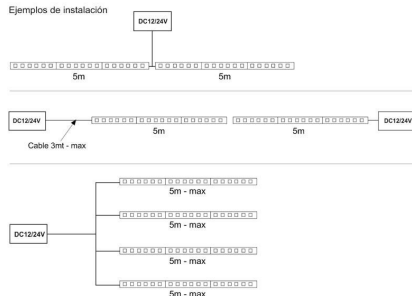 Ejemplos de instalación
DC12/24V
5m
5m
DC12/24V
DC12/24V
5m
5m
Cable 3mt - max
5m - max
5m - max
DC12/24V
5m - max
5m - max